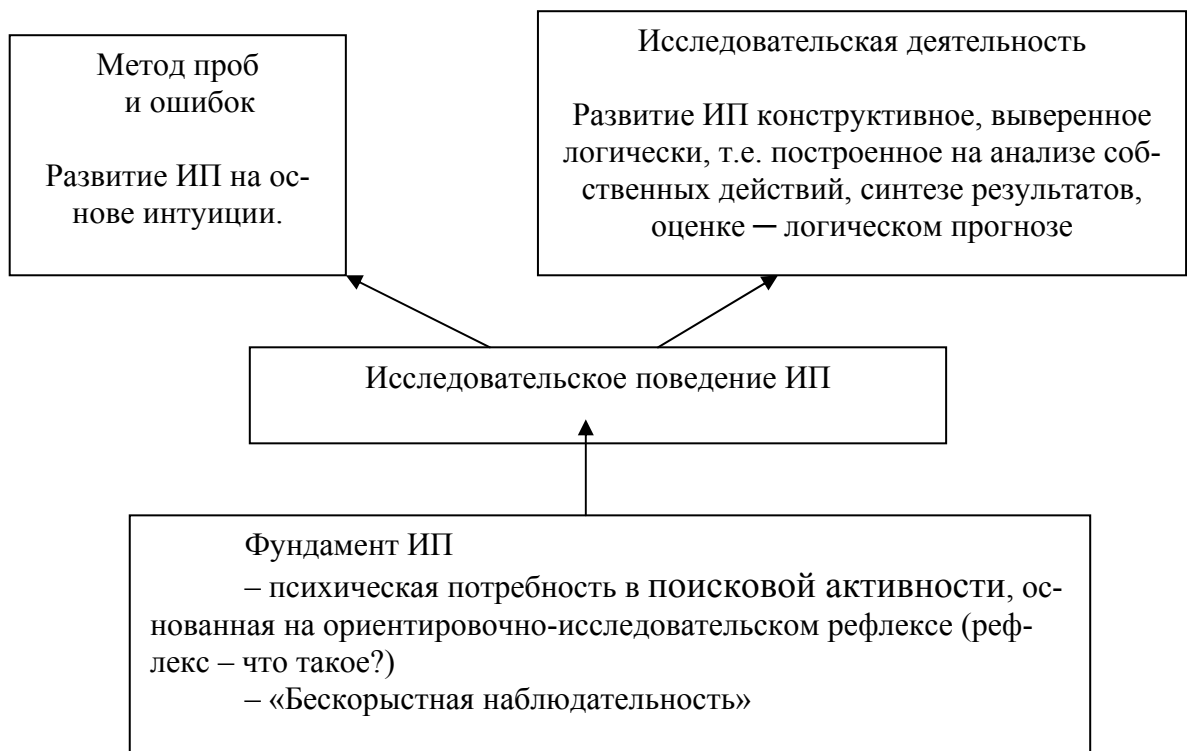 Метод проб
и ошибок
Развитие ИП на ос-
нове интуиции.
Исследовательская деятельность
Развитие ИП конструктивное, выверенное
логически, т.е. построенное на анализе соб-
ственных действий, синтезе результатов,
оценке — логическом прогнозе
Исследовательское поведение ИП
Фундамент ИП
– психическая потребность в поисковой активности, ос-
нованная на ориентировочно-исследовательском рефлексе (реф-
лекс – что такое?)
– «Бескорыстная наблюдательность»